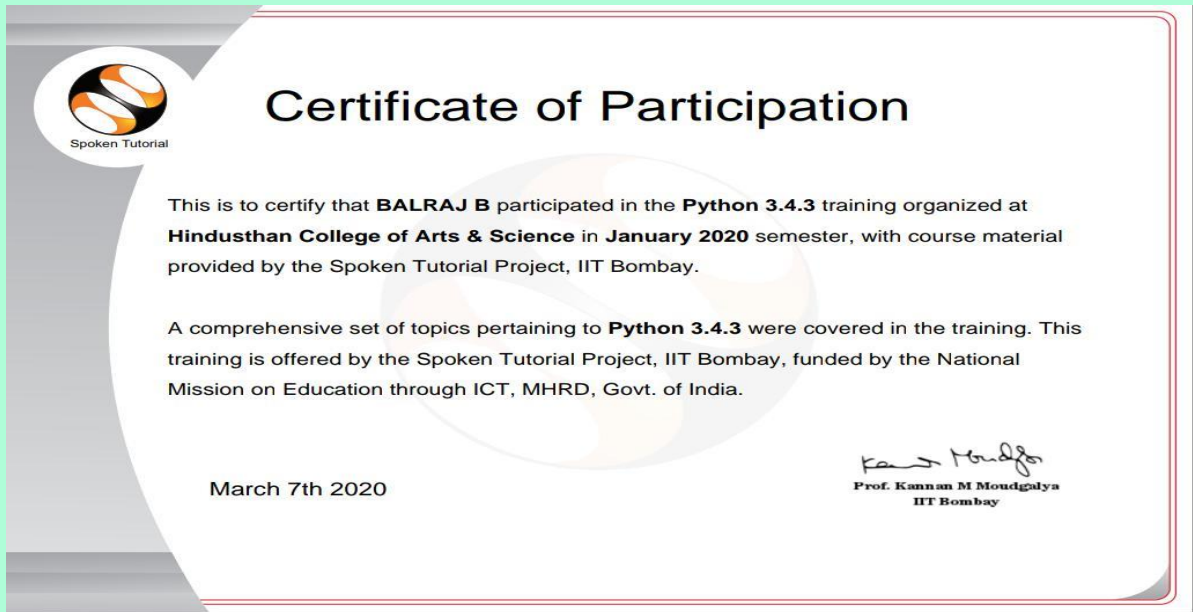 Spoken Tutorial
Certificate of Participation
This is to certify that BALRAJ B participated in the Python 3.4.3 training organized at
Hindusthan College of Arts & Science in January 2020 semester, with course material
provided by the Spoken Tutorial Project, IIT Bombay.
A comprehensive set of topics pertaining to Python 3.4.3 were covered in the training. This
training is offered by the Spoken Tutorial Project, IIT Bombay, funded by the National
Mission on Education through ICT, MHRD, Govt. of India.
March 7th 2020
Prof. Kannan M Moudgalya
IIT Bombay